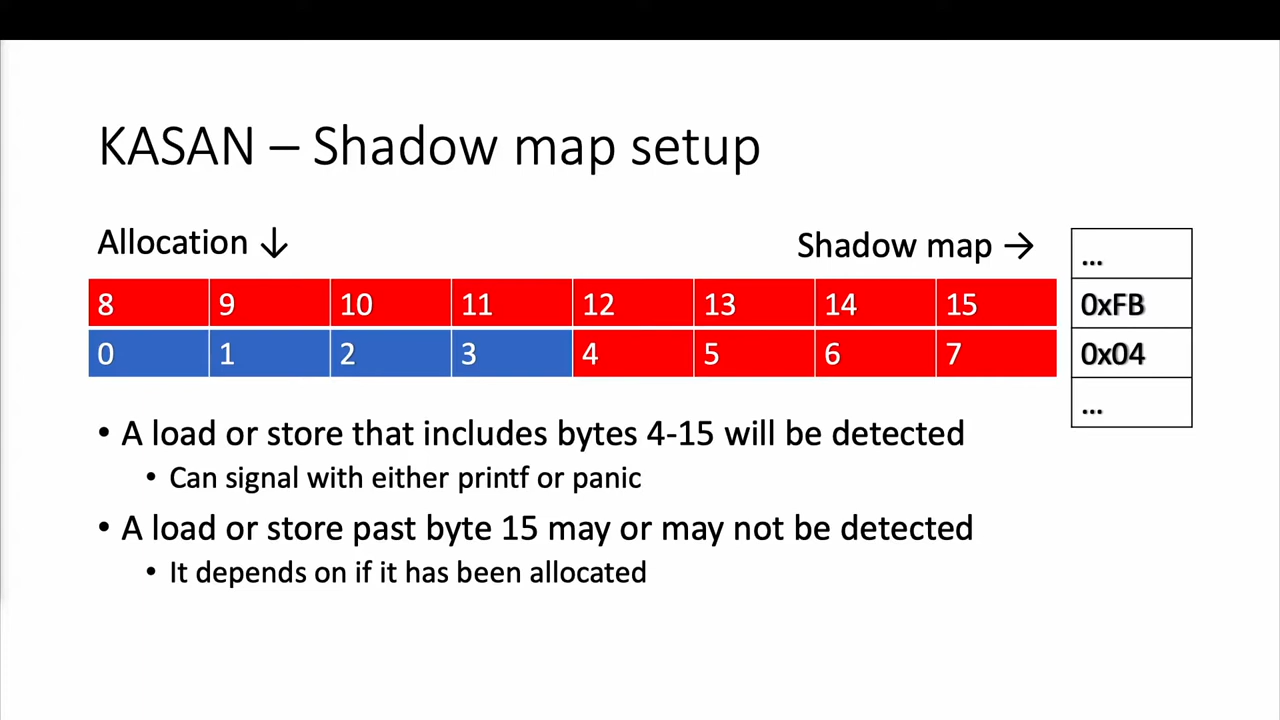 KASAN – Shadow map setup
Allocation ↓
Shadow map →
...
8 9 10 11 12 13 14 15 0xFB
0 1 2 3 4 5 6 7 0x04
...
• A load or store that includes bytes 4-15 will be detected
• Can signal with either printf or panic
• A load or store past byte 15 may or may not be detected
• It depends on if it has been allocated